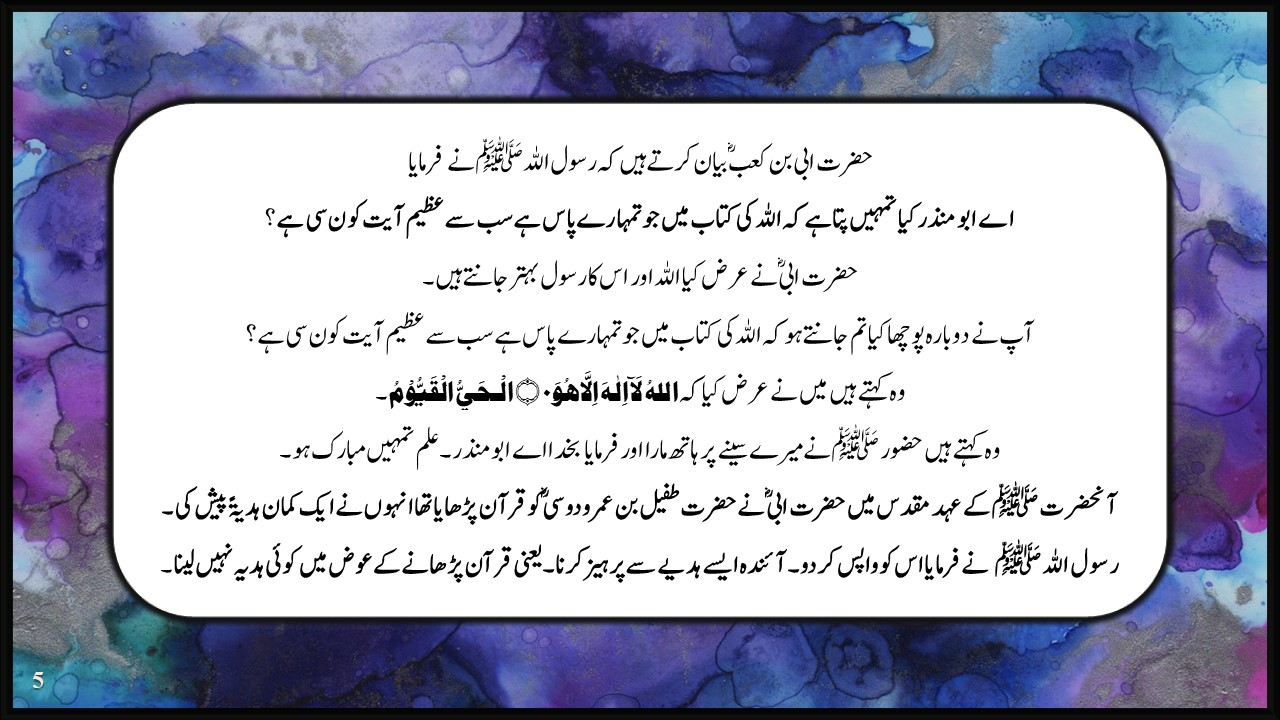 حضرت ابی بن کعبؓ بیان کرتے ہیں کہ رسول اللہ ﷺ نے فرمایا
اے ابو منذر کیا تمہیں پتا ہے کہ اللہ کی کتاب میں جو تمہارے پاس ہے سب سے عظیم آیت کون سی ہے؟
حضرت ابیؓ نے عرض کیا اللہ اور اس کا رسول بہتر جانتے ہیں۔
آپ نے دوبارہ پوچھا کیا تم جانتے ہو کہ اللہ کی کتاب میں جو تمہارے پاس ہے سب سے عظیم آیت کون سی ہے؟
وہ کہتے ہیں میں نے عرض کیا کہ اللہُ لَآ اِلٰہَ اِلَّا ھُوَ ۰۝ اَلْـحَيُّ الْقَيُّوْمُ۔
وہ کہتے ہیں حضور ﷺ نے میرے سینے پر ہاتھ مارا اور فرمایا بخدا اے ابو منذر۔ علم تمہیں مبارک ہو۔
آنحضرت ﷺ کے عہد مقدس میں حضرت ابیؓ نے حضرت طفیل بن عمرو دوسیؓ کو قرآن پڑھایا تھا انہوں نے ایک کمان ہدیۃً پیش کی۔
رسول اللہ ﷺ نے فرمایا اس کو واپس کر دو۔ آئندہ ایسے ہدیے سے پرہیز کرنا۔ یعنی قرآن پڑھانے کے عوض میں کوئی ہدیہ نہیں لینا۔
5